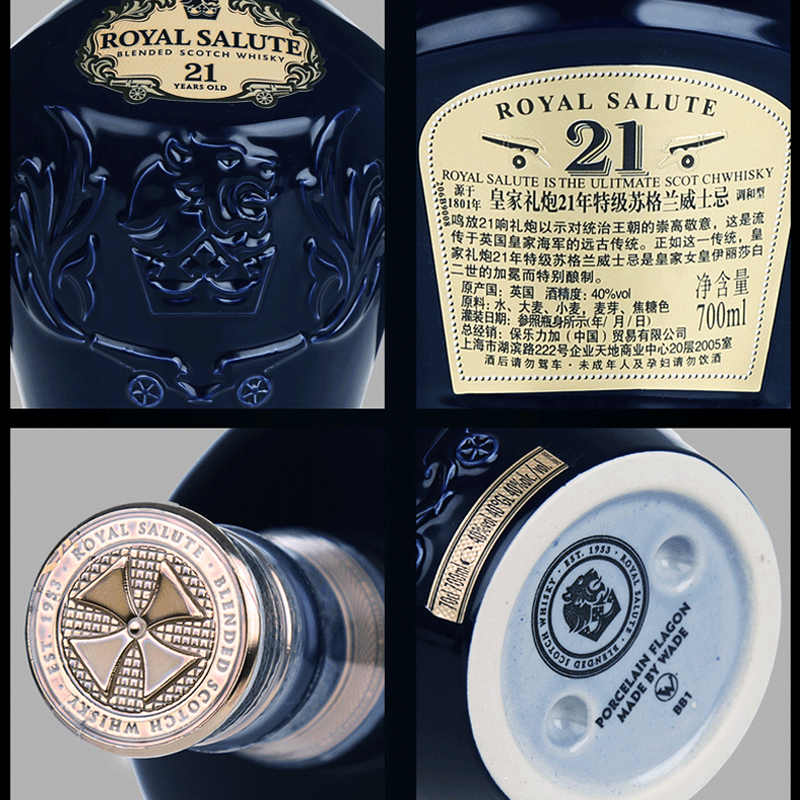 ROYAL SALUTE
BLENDED SCOTCH WHISKY
21
YEARS OLD
ROYAL SALUTE
21
ROYAL SALUTE IS THE ULITMATE SCOT CHWHISKY
源于
1801年
皇家礼炮21年特级苏格兰威士忌 调和型
鸣放21响礼炮以示对统治王朝的崇高敬意，这是流
传于英国皇家海军的远古传统。正如这一传统，皇
家礼炮21年特级苏格兰威士忌是皇家女皇伊丽莎白
二世的加冕而特别酿制。
原产国：英国 酒精度：40%vol
原料：水、大麦、小麦，麦芽、焦糖色
灌装日期：参照瓶身所示(年/ 月/ 日)
净含量
700ml
总经销：保乐力加（中国）贸易有限公司
上海市湖滨路222号企业天地商业中心20层2005室
酒后请勿驾车 · 未成年人及孕妇请勿饮酒
ROYAL SALUTE · BLENDED SCOTCH WHISKY · EST. 1953 ·
70cl 700ml 40%vol 40°GL 40%alc./vol.
· EST. 1953 · ROYAL SALUTE · BLENDED SCOTCH WHISKY
PORCELAIN FLAGON
MADE BY WADE
W
BB1